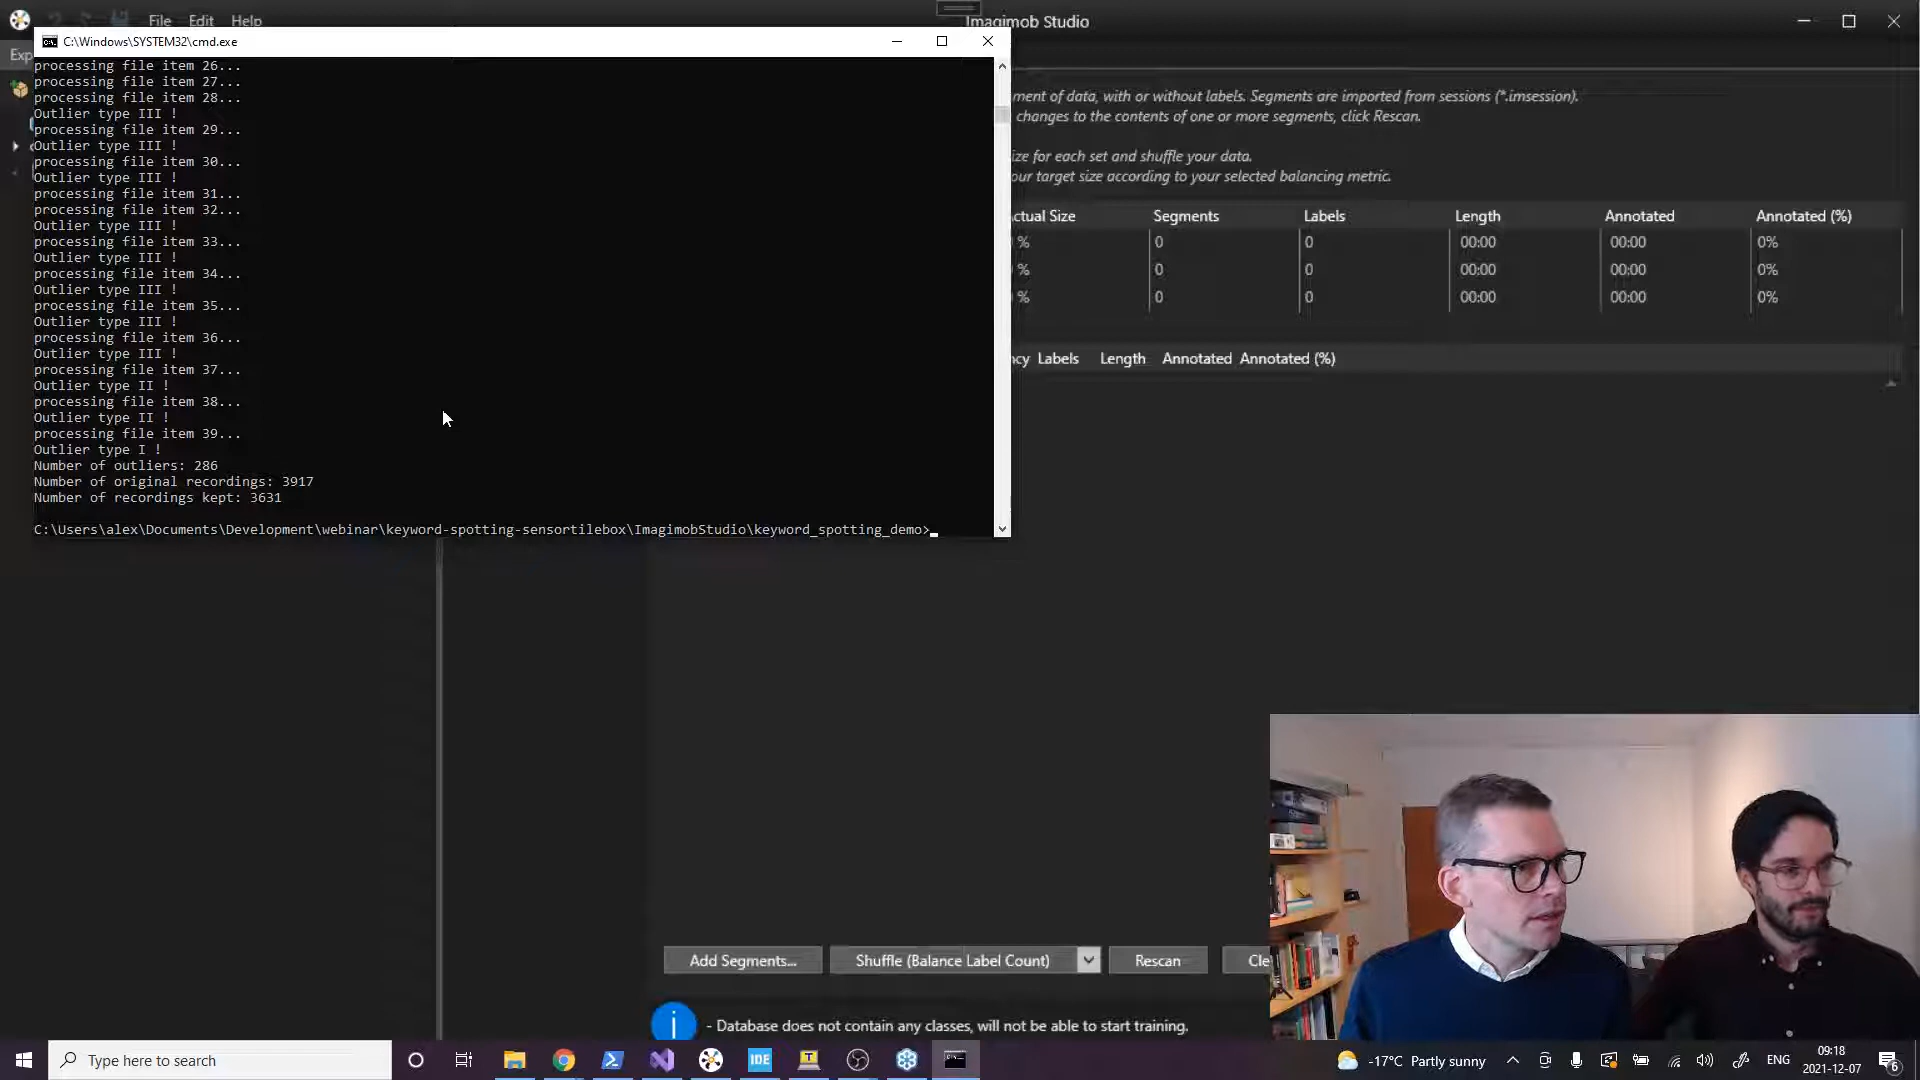 File Edit Help
Imagimob Studio
C:\Windows\SYSTEM32\cmd.exe
Exp
processing file item 26...
processing file item 27...
processing file item 28...
Outlier type III !
processing file item 29...
Outlier type III !
processing file item 30...
Outlier type III !
processing file item 31...
processing file item 32...
Outlier type III !
processing file item 33...
Outlier type III !
processing file item 34...
Outlier type III !
processing file item 35...
Outlier type III !
processing file item 36...
Outlier type III !
processing file item 37...
Outlier type II !
processing file item 38...
Outlier type II !
processing file item 39...
Outlier type I !
Number of outliers: 286
Number of original recordings: 3917
Number of recordings kept: 3631
C:\Users\alex\Documents\Development\webinar\keyword-spotting-sensortilebox\ImagimobStudio\keyword_spotting_demo>
ment of data, with or without labels. Segments are imported from sessions (*.imsession).
changes to the contents of one or more segments, click Rescan.
ize for each set and shuffle your data.
our target size according to your selected balancing metric.
ctual Size Segments Labels Length Annotated Annotated (%)
% 0 0 00:00 00:00 0%
% 0 0 00:00 00:00 0%
% 0 0 00:00 00:00 0%
ncy Labels Length Annotated Annotated (%)
Add Segments... Shuffle (Balance Label Count) Rescan Cle
- Database does not contain any classes, will not be able to start training.
Type here to search
IDE
-17°C Partly sunny
ENG
09:18
2021-12-07
6